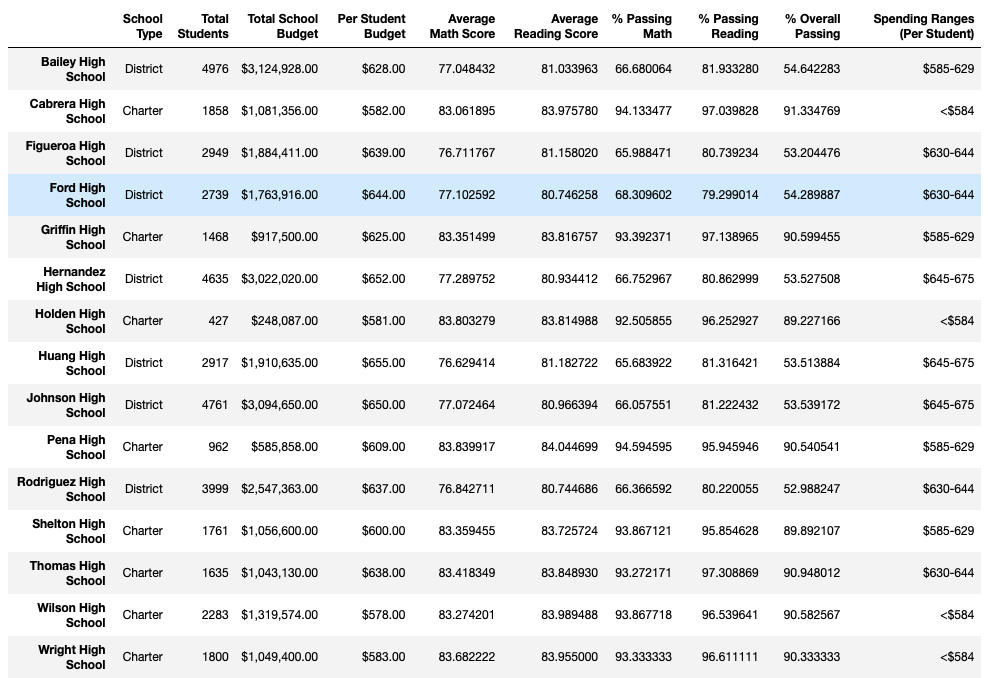 School Type Total Students Total School Budget Per Student Budget Average Math Score Average Reading Score % Passing Math % Passing Reading % Overall Passing Spending Ranges (Per Student)
Bailey High School District 4976 $3,124,928.00 $628.00 77.048432 81.033963 66.680064 81.933280 54.642283 $585-629
Cabrera High School Charter 1858 $1,081,356.00 $582.00 83.061895 83.975780 94.133477 97.039828 91.334769 <$584
Figueroa High School District 2949 $1,884,411.00 $639.00 76.711767 81.158020 65.988471 80.739234 53.204476 $630-644
Ford High School District 2739 $1,763,916.00 $644.00 77.102592 80.746258 68.309602 79.299014 54.289887 $630-644
Griffin High School Charter 1468 $917,500.00 $625.00 83.351499 83.816757 93.392371 97.138965 90.599455 $585-629
Hernandez High School District 4635 $3,022,020.00 $652.00 77.289752 80.934412 66.752967 80.862999 53.527508 $645-675
Holden High School Charter 427 $248,087.00 $581.00 83.803279 83.814988 92.505855 96.252927 89.227166 <$584
Huang High School District 2917 $1,910,635.00 $655.00 76.629414 81.182722 65.683922 81.316421 53.513884 $645-675
Johnson High School District 4761 $3,094,650.00 $650.00 77.072464 80.966394 66.057551 81.222432 53.539172 $645-675
Pena High School Charter 962 $585,858.00 $609.00 83.839917 84.044699 94.594595 95.945946 90.540541 $585-629
Rodriguez High School District 3999 $2,547,363.00 $637.00 76.842711 80.744686 66.366592 80.220055 52.988247 $630-644
Shelton High School Charter 1761 $1,056,600.00 $600.00 83.359455 83.725724 93.867121 95.854628 89.892107 $585-629
Thomas High School Charter 1635 $1,043,130.00 $638.00 83.418349 83.848930 93.272171 97.308869 90.948012 $630-644
Wilson High School Charter 2283 $1,319,574.00 $578.00 83.274201 83.989488 93.867718 96.539641 90.582567 <$584
Wright High School Charter 1800 $1,049,400.00 $583.00 83.682222 83.955000 93.333333 96.611111 90.333333 <$584